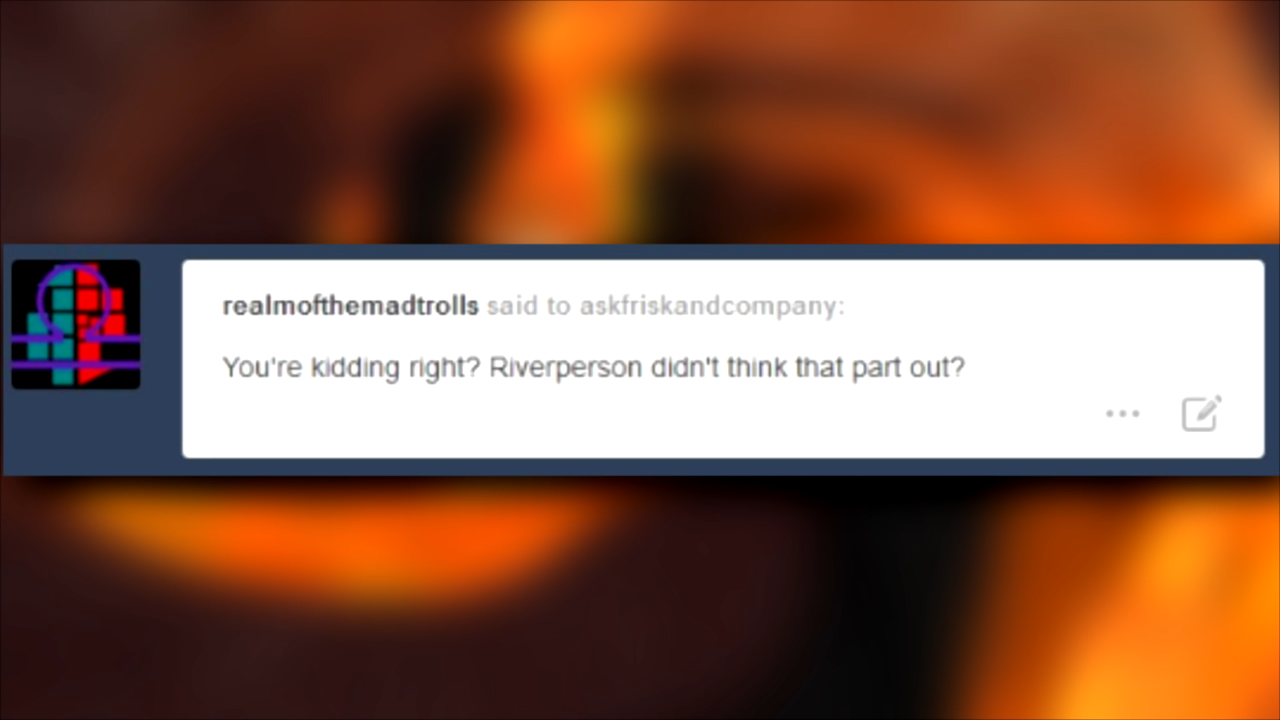 realmofthemadtrolls said to askfriskandcompany:
You're kidding right? Riverperson didn't think that part out?